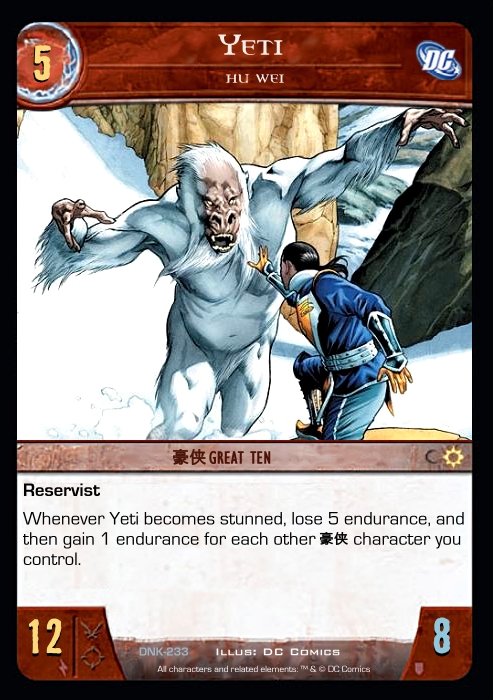 5
YETI
DC
HU WEI
豪侠 GREAT TEN
Reservist
Whenever Yeti becomes stunned, lose 5 endurance, and
then gain 1 endurance for each other 豪侠 character you
control.
12
8
DNK-233 ILLUS: DC COMICS
All characters and related elements: ™ & © DC Comics